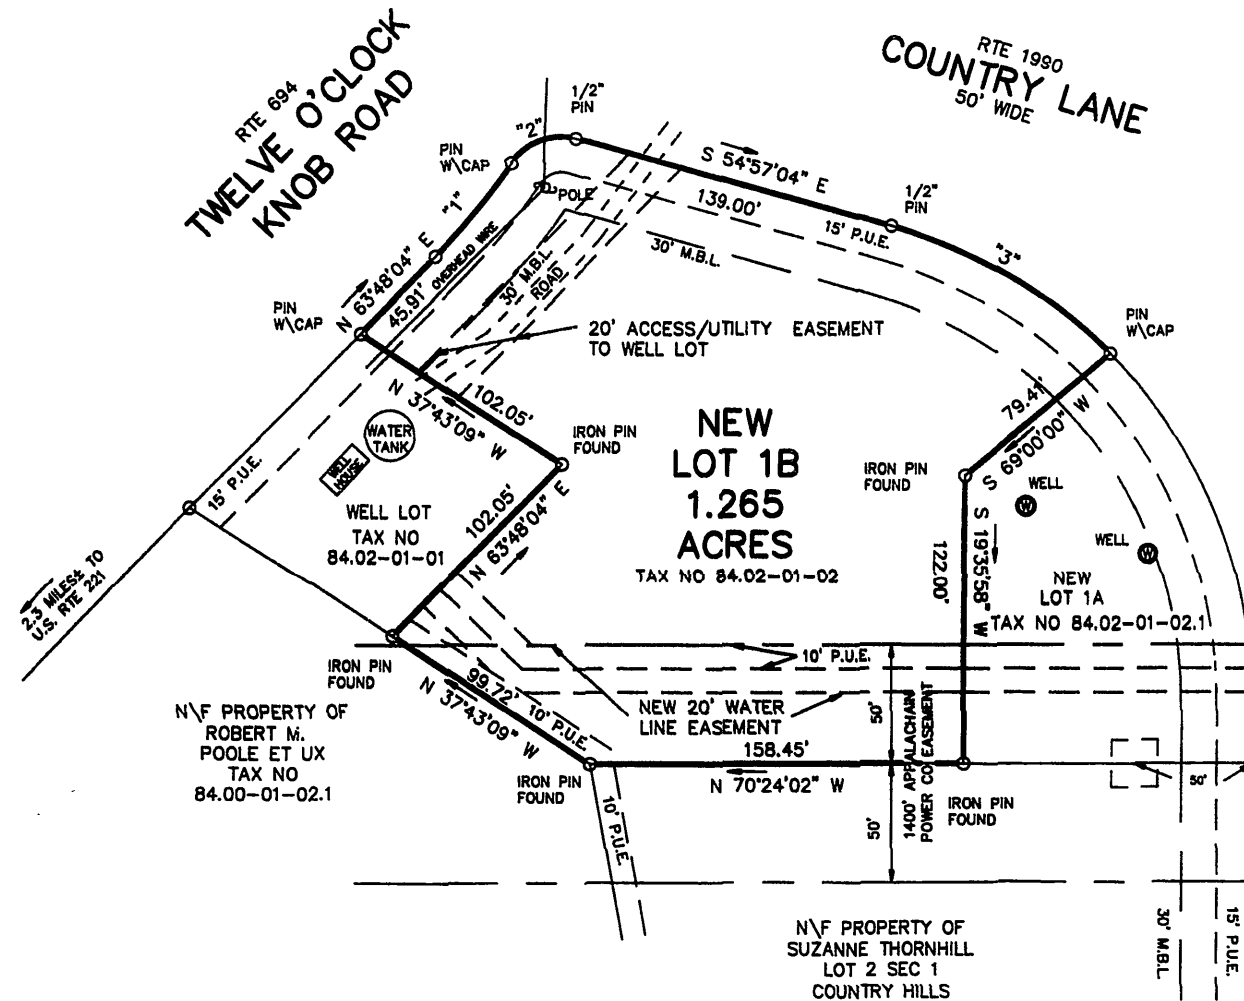 RTE 694
TWELVE O'CLOCK
KNOB ROAD
RTE 1990
COUNTRY LANE
50' WIDE
1/2"
PIN
"2"
PIN
W\CAP
"1"
POLE
S 54°57'04" E
139.00'
15' P.U.E.
30' M.B.L.
1/2"
PIN
"3"
PIN
W\CAP
N 63°48'04" E
45.91'
OVERHEAD WIRE
30' M.B.L.
ROAD
PIN
W\CAP
20' ACCESS/UTILITY EASEMENT
TO WELL LOT
102.05'
N 37°43'09" W
WATER
TANK
WELL
HOUSE
IRON PIN
FOUND
15' P.U.E.
WELL LOT
TAX NO
84.02-01-01
102.05'
N 63°48'04" E
NEW
LOT 1B
1.265
ACRES
TAX NO 84.02-01-02
79.41'
S 69°00'00" W
IRON PIN
FOUND
WELL
W
WELL
W
S 19°35'58" W
122.00'
NEW
LOT 1A
TAX NO 84.02-01-02.1
2.3 MILES± TO
U.S. RTE 221
IRON PIN
FOUND
10' P.U.E.
99.72'
N 37°43'09" W
10' P.U.E.
NEW 20' WATER
LINE EASEMENT
50'
1400' APPALACHAIN
POWER CO EASEMENT
50'
158.45'
N 70°24'02" W
N\F PROPERTY OF
ROBERT M.
POOLE ET UX
TAX NO
84.00-01-02.1
IRON PIN
FOUND
10' P.U.E.
IRON PIN
FOUND
50'
N\F PROPERTY OF
SUZANNE THORNHILL
LOT 2 SEC 1
COUNTRY HILLS
30' M.B.L.
15' P.U.E.